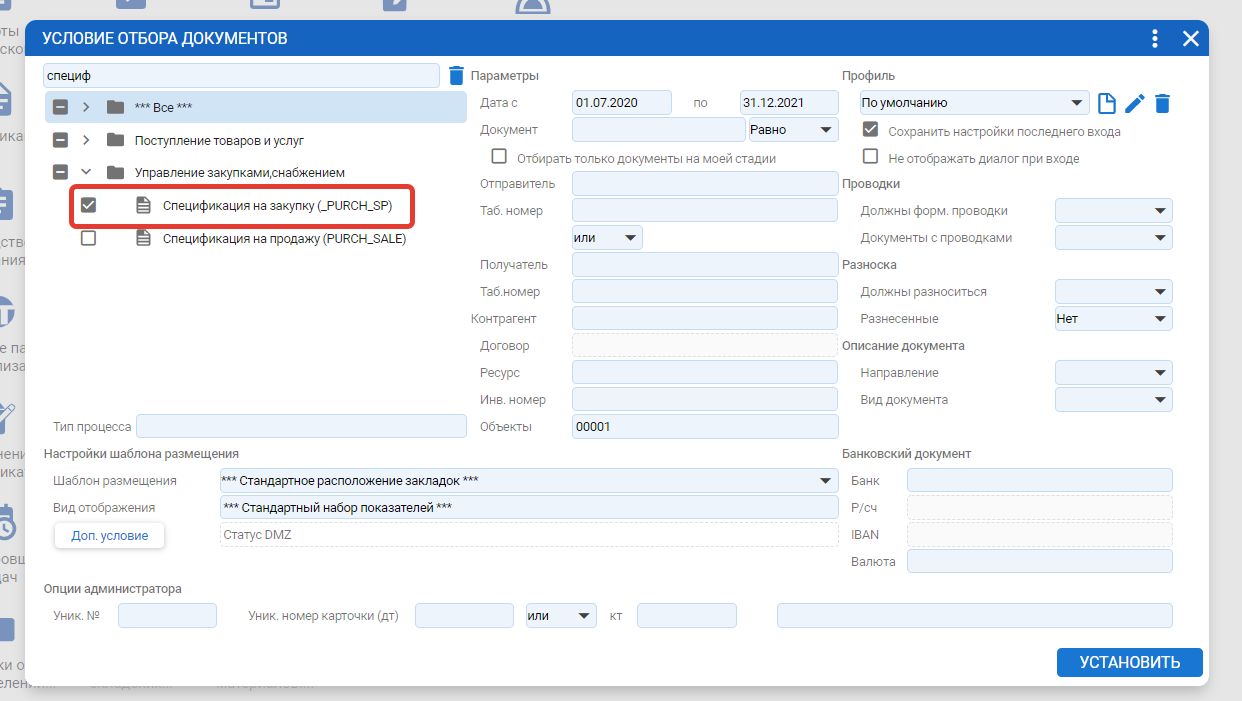 УСЛОВИЕ ОТБОРА ДОКУМЕНТОВ
специф
*** Все ***
Поступление товаров и услуг
Управление закупками,снабжением
Спецификация на закупку (_PURCH_SP)
Спецификация на продажу (PURCH_SALE)
Тип процесса
Параметры
Дата с 01.07.2020 по 31.12.2021
Документ Равно
Отбирать только документы на моей стадии
Отправитель
Таб. номер
или
Получатель
Таб.номер
Контрагент
Договор
Ресурс
Инв. номер
Объекты 00001
Профиль
По умолчанию
Сохранить настройки последнего входа
Не отображать диалог при входе
Проводки
Должны форм. проводки
Документы с проводками
Разноска
Должны разноситься
Разнесенные Нет
Описание документа
Направление
Вид документа
Настройки шаблона размещения
Шаблон размещения *** Стандартное расположение закладок ***
Вид отображения *** Стандартный набор показателей ***
Доп. условие Статус DMZ
Банковский документ
Банк
Р/сч
IBAN
Валюта
Опции администратора
Уник. № Уник. номер карточки (дт) или кт
УСТАНОВИТЬ